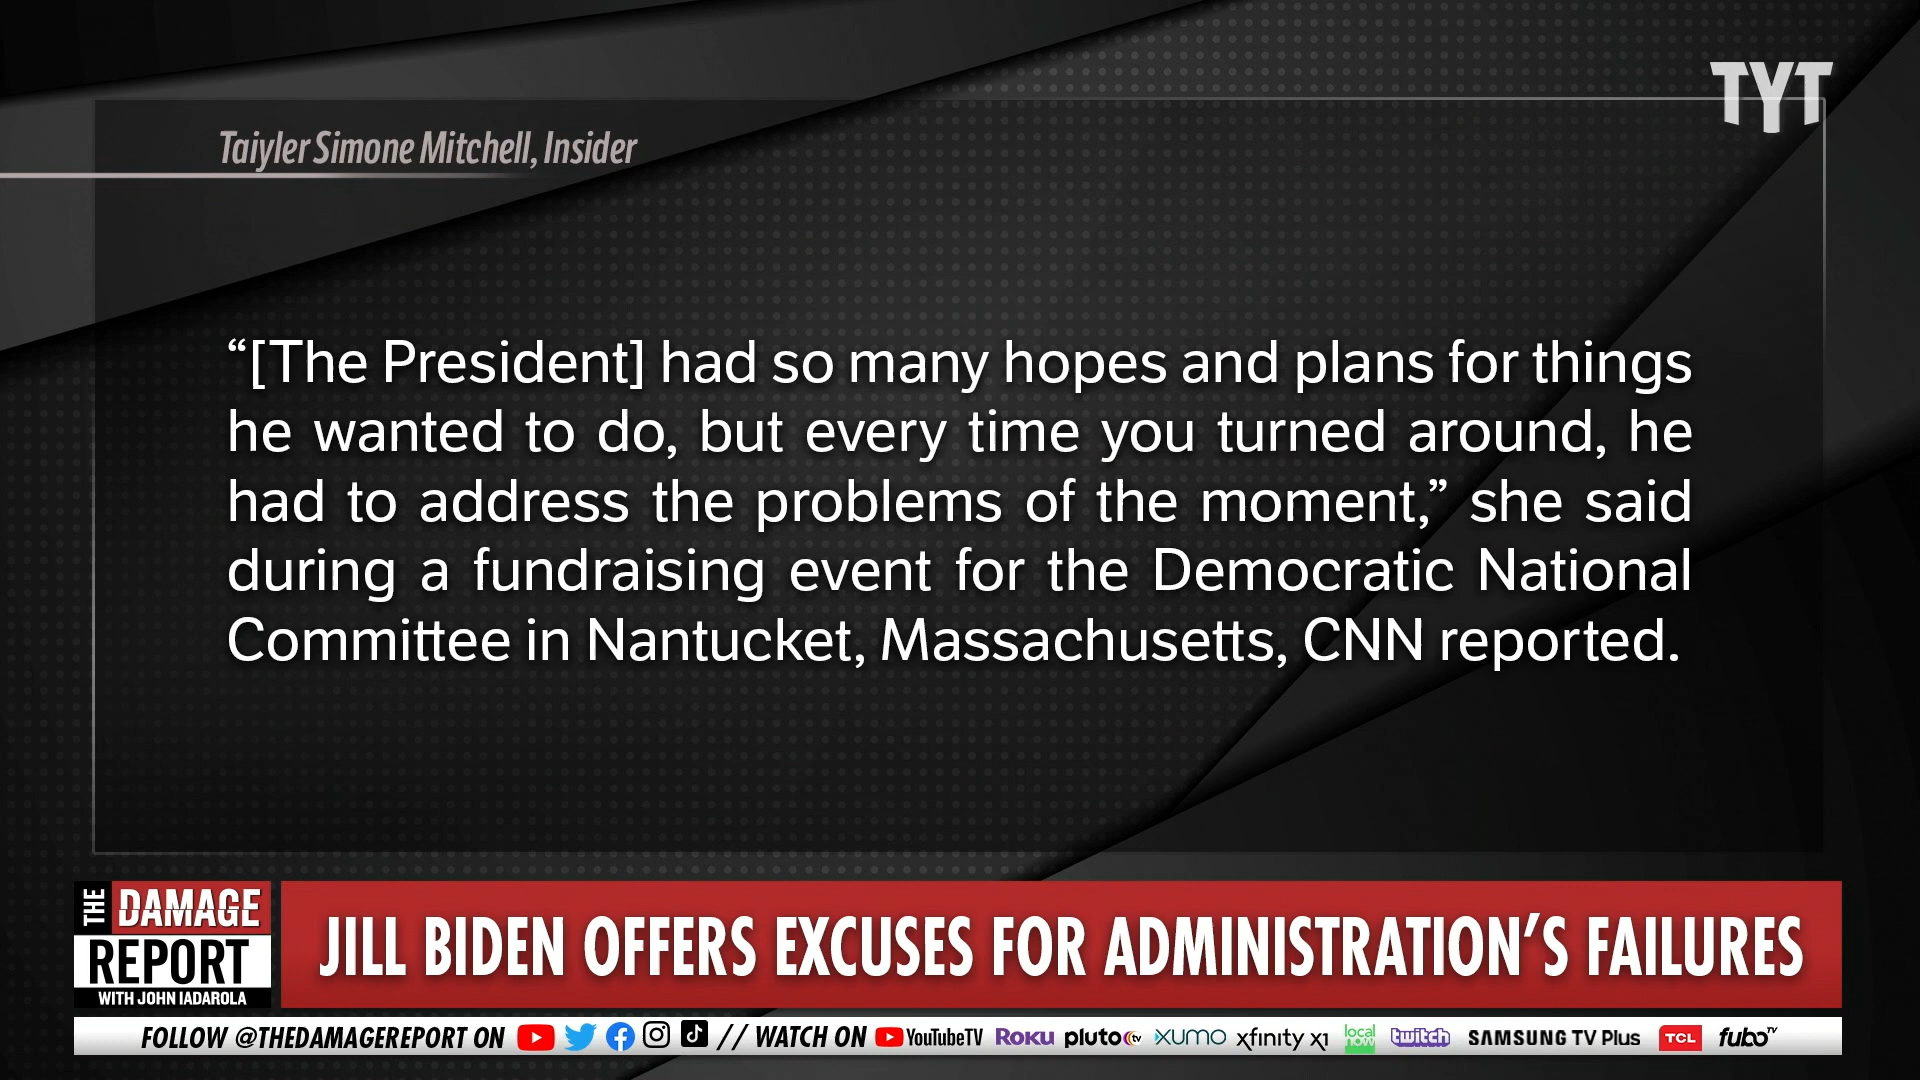 TYT
Taiyler Simone Mitchell, Insider
“[The President] had so many hopes and plans for things
he wanted to do, but every time you turned around, he
had to address the problems of the moment,” she said
during a fundraising event for the Democratic National
Committee in Nantucket, Massachusetts, CNN reported.
THE DAMAGE
REPORT
WITH JOHN IADAROLA
JILL BIDEN OFFERS EXCUSES FOR ADMINISTRATION’S FAILURES
FOLLOW @THEDAMAGEREPORT ON // WATCH ON YouTubeTV ROKU pluto tv XUMO xfinity x1 local now twitch SAMSUNG TV Plus TCL fubo TV